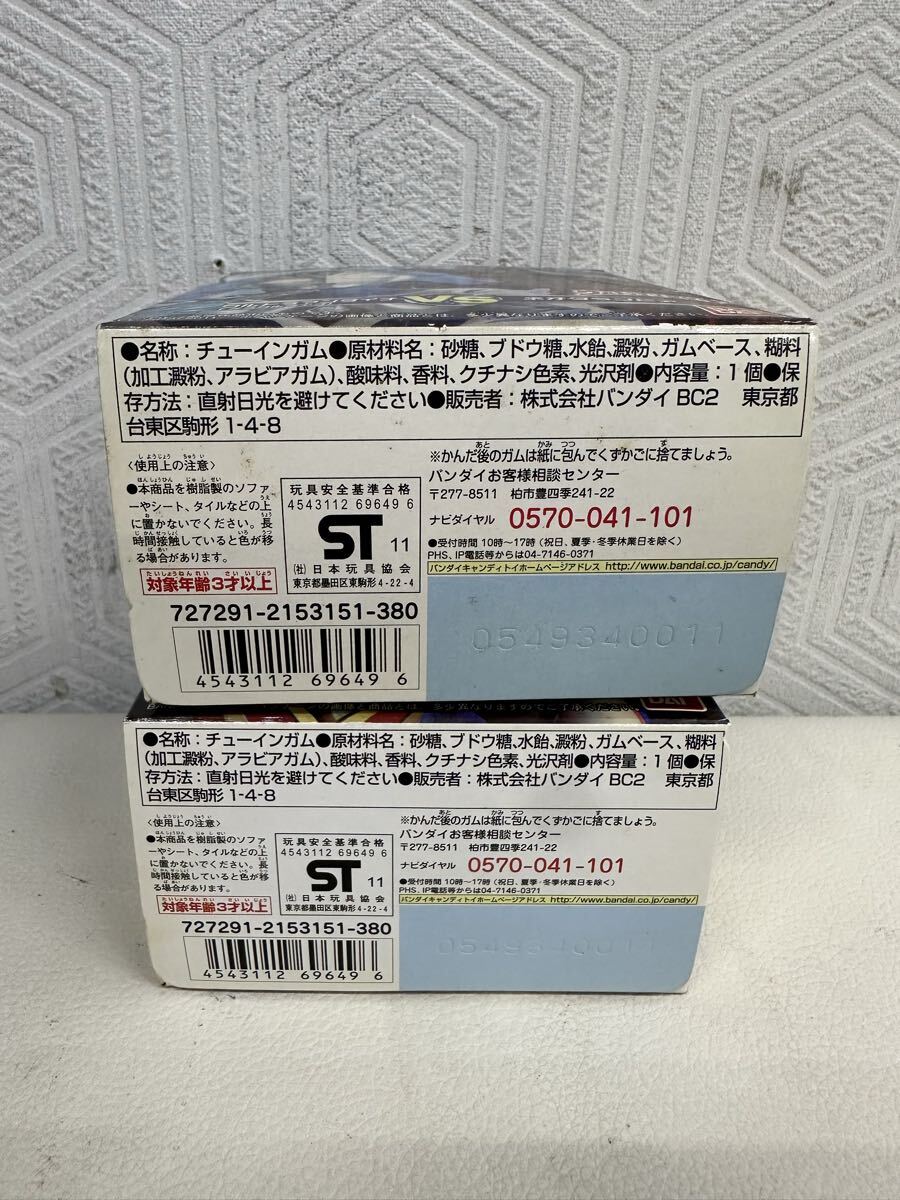 SA
●名称：チューインガム●原材料名：砂糖、ブドウ糖、水飴、澱粉、ガムベース、糊料
(加工澱粉、アラビアガム)、酸味料、香料、クチナシ色素、光沢剤●内容量：1個●保
存方法：直射日光を避けてください●販売者：株式会社バンダイ BC2 東京都
台東区駒形 1-4-8
〈使用上の注意〉
●本商品を樹脂製のソファ
ーやシート、タイルなどの上
に置かないでください。長
時間接触していると色が移
る場合があります。
対象年齢3才以上
玩具安全基準合格
4543112 69649 6
ST 11
(社)日本玩具協会
東京都墨田区東駒形4-22-4
※かんだ後のガムは紙に包んでくずかごに捨てましょう。
バンダイお客様相談センター
〒277-8511 柏市豊四季241-22
ナビダイヤル 0570-041-101
●受付時間 10時〜17時(祝日、夏季・冬季休業日を除く)
PHS、IP電話等からは04-7146-0371
バンダイキャンディトイホームページアドレス http://www.bandai.co.jp/candy/
727291-2153151-380
4543112 696496
0549340011
の画像と商品とは、多少異なりますのでご了承ください
●名称：チューインガム●原材料名：砂糖、ブドウ糖、水飴、澱粉、ガムベース、糊料
(加工澱粉、アラビアガム)、酸味料、香料、クチナシ色素、光沢剤●内容量：1個●保
存方法：直射日光を避けてください●販売者：株式会社バンダイ BC2 東京都
台東区駒形 1-4-8
〈使用上の注意〉
●本商品を樹脂製のソファ
ーやシート、タイルなどの上
に置かないでください。長
時間接触していると色が移
る場合があります。
対象年齢3才以上
玩具安全基準合格
4543112 69649 6
ST 11
(社)日本玩具協会
東京都墨田区東駒形4-22-4
※かんだ後のガムは紙に包んでくずかごに捨てましょう。
バンダイお客様相談センター
〒277-8511 柏市豊四季241-22
ナビダイヤル 0570-041-101
●受付時間 10時〜17時(祝日、夏季・冬季休業日を除く)
PHS、IP電話等からは04-7146-0371
バンダイキャンディトイホームページアドレス http://www.bandai.co.jp/candy/
727291-2153151-380
4543112 696496
0549340011